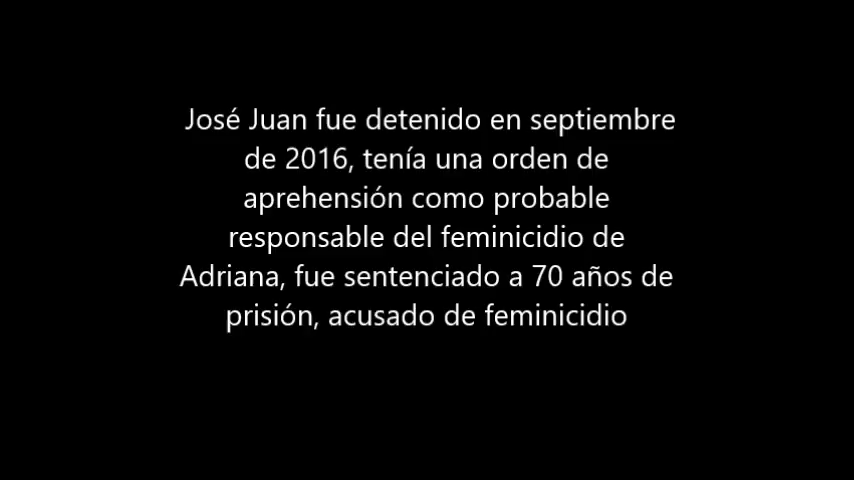 José Juan fue detenido en septiembre
de 2016, tenía una orden de
aprehensión como probable
responsable del feminicidio de
Adriana, fue sentenciado a 70 años de
prisión, acusado de feminicidio